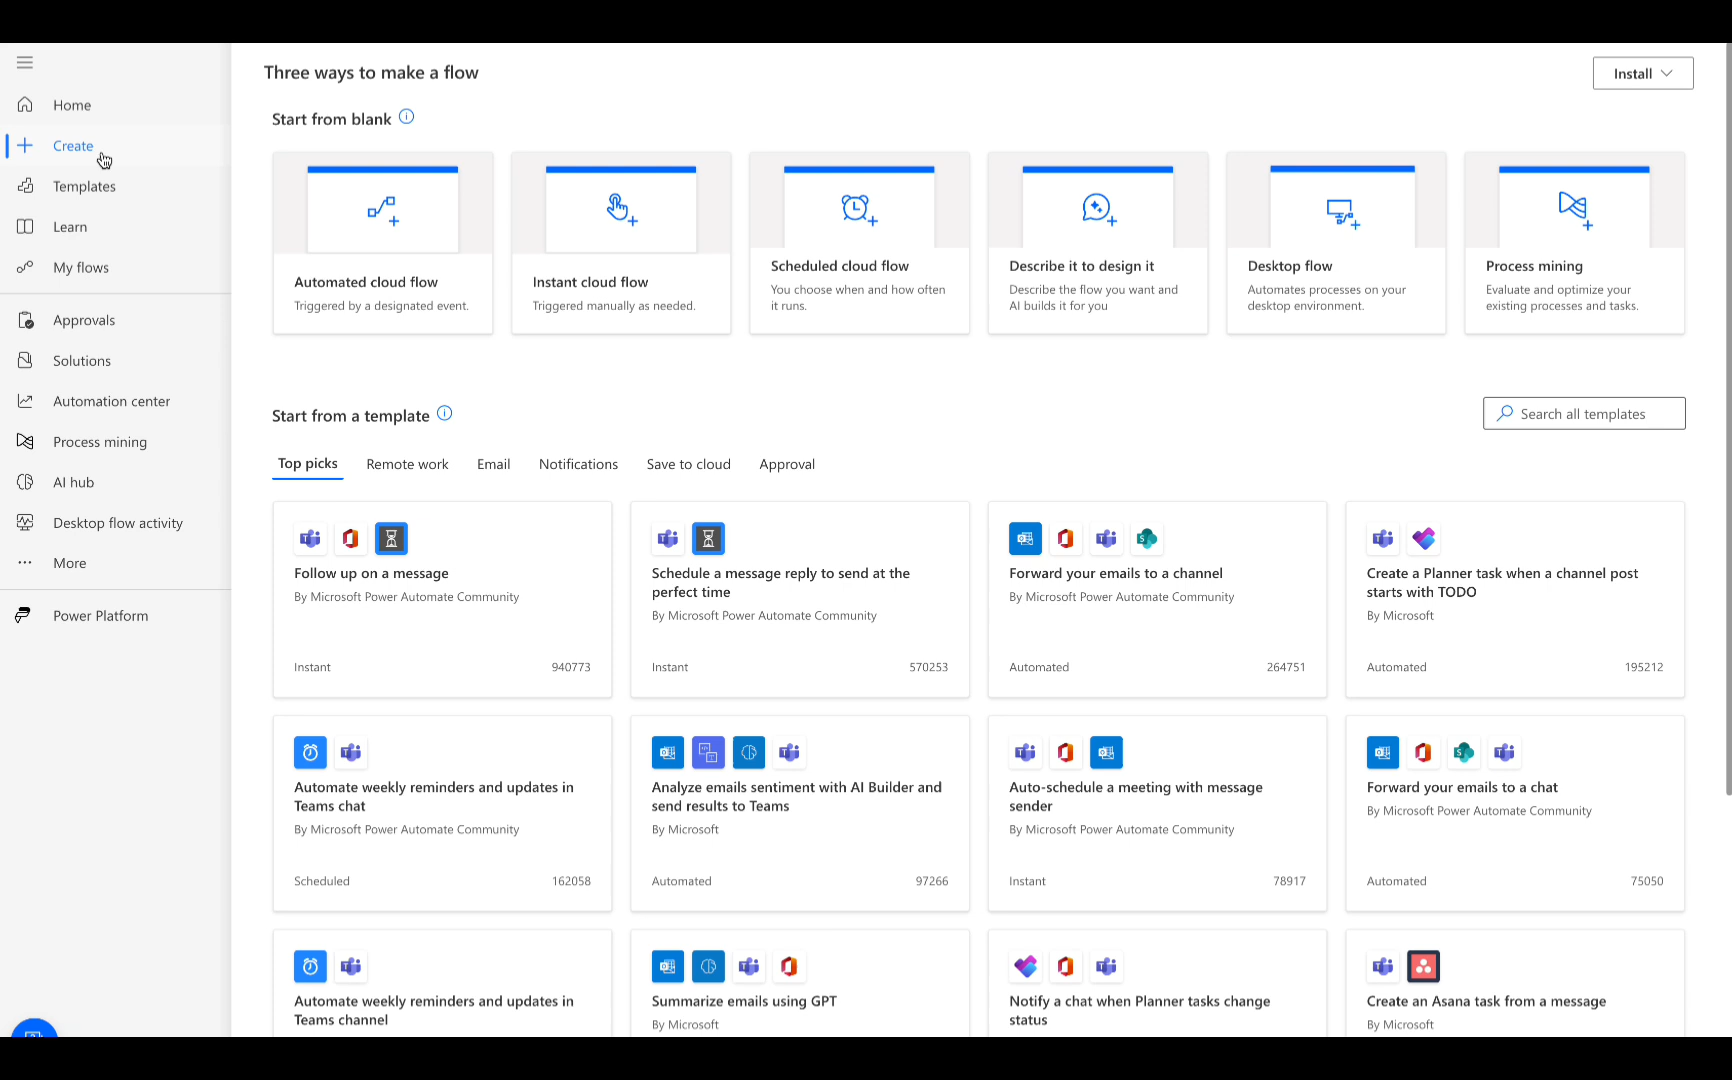 Three ways to make a flow
Install
Home
Start from blank
Create
Templates
Learn
My flows
Approvals
Solutions
Automation center
Process mining
AI hub
Desktop flow activity
More
Power Platform
Automated cloud flow
Triggered by a designated event.
Instant cloud flow
Triggered manually as needed.
Scheduled cloud flow
You choose when and how often
it runs.
Describe it to design it
Describe the flow you want and
AI builds it for you
Desktop flow
Automates processes on your
desktop environment.
Process mining
Evaluate and optimize your
existing processes and tasks.
Start from a template
Search all templates
Top picks
Remote work
Email
Notifications
Save to cloud
Approval
Follow up on a message
By Microsoft Power Automate Community
Instant
940773
Schedule a message reply to send at the
perfect time
By Microsoft Power Automate Community
Instant
570253
Forward your emails to a channel
By Microsoft Power Automate Community
Automated
264751
Create a Planner task when a channel post
starts with TODO
By Microsoft
Automated
195212
Automate weekly reminders and updates in
Teams chat
By Microsoft Power Automate Community
Scheduled
162058
Analyze emails sentiment with AI Builder and
send results to Teams
By Microsoft
Automated
97266
Auto-schedule a meeting with message
sender
By Microsoft Power Automate Community
Instant
78917
Forward your emails to a chat
By Microsoft Power Automate Community
Automated
75050
Automate weekly reminders and updates in
Teams channel
Summarize emails using GPT
By Microsoft
Notify a chat when Planner tasks change
status
Create an Asana task from a message
By Microsoft